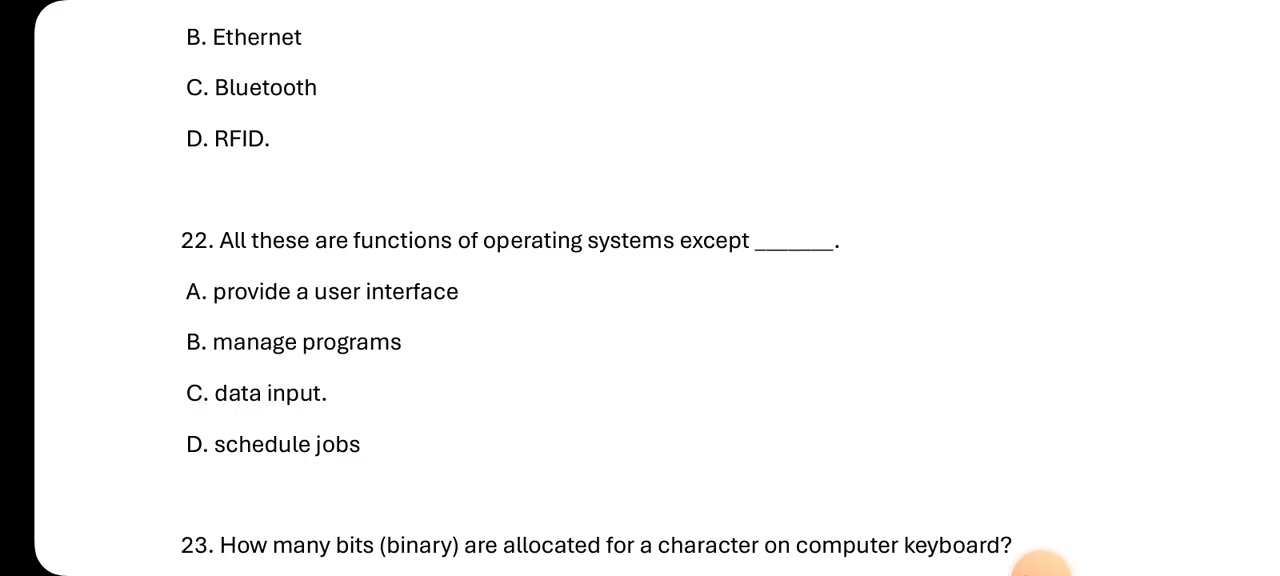 B. Ethernet
C. Bluetooth
D. RFID.
22. All these are functions of operating systems except _______.
A. provide a user interface
B. manage programs
C. data input.
D. schedule jobs
23. How many bits (binary) are allocated for a character on computer keyboard?